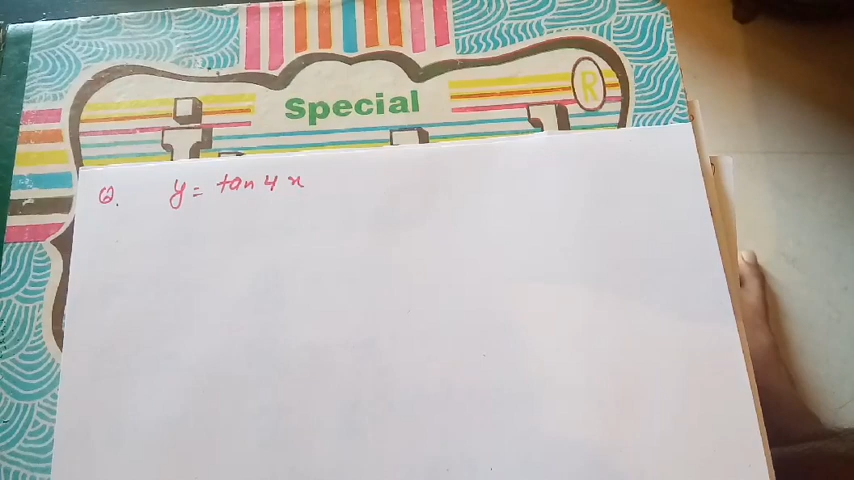 Special
R
Q. y = tan 4x